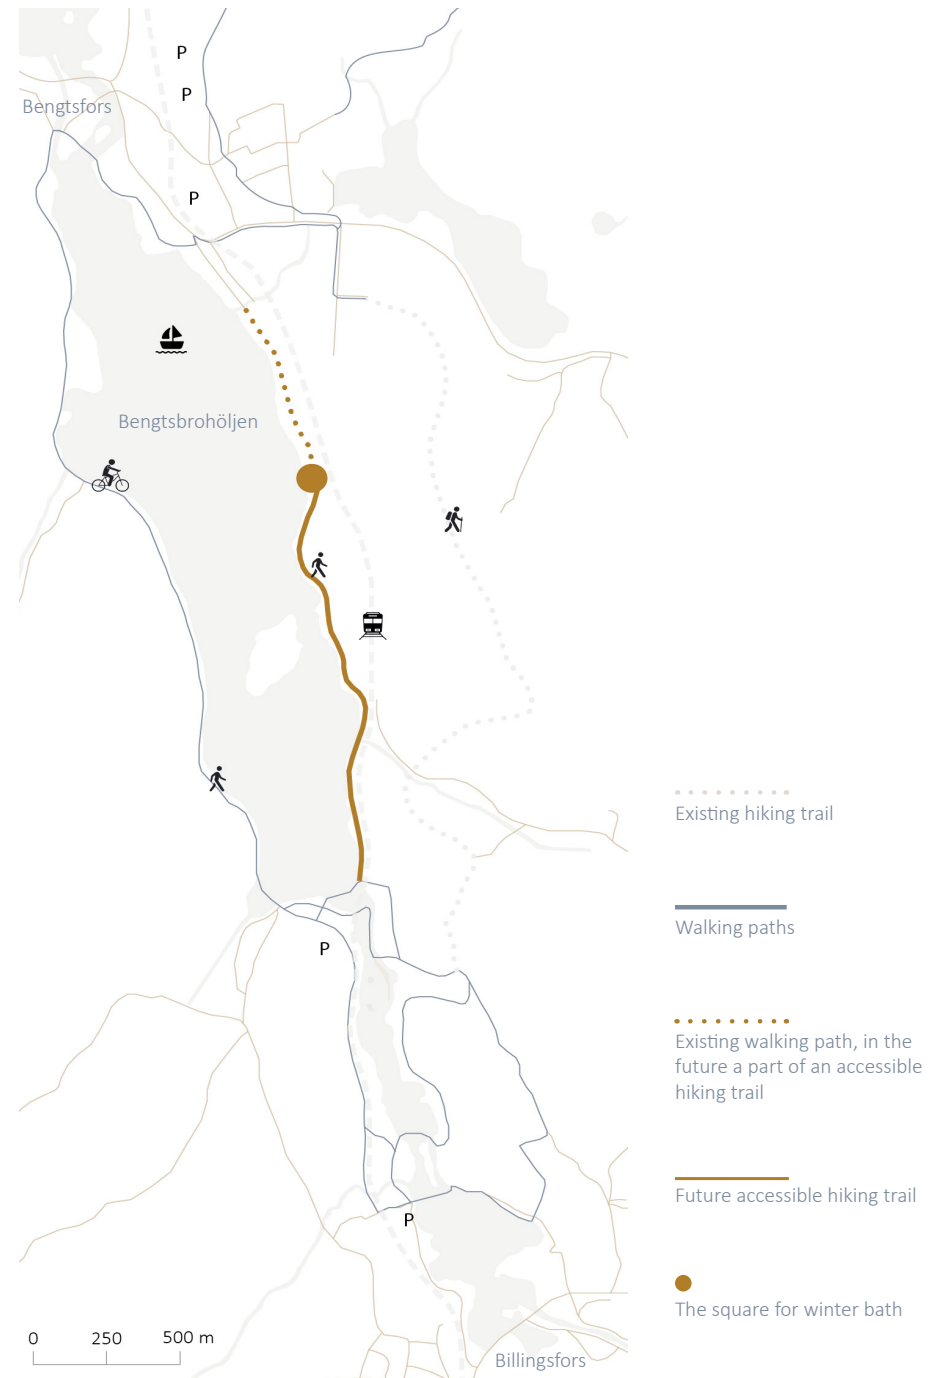 P
P
Bengtsfors
P
Bengtsbrohöljen
Existing hiking trail
Walking paths
P
Existing walking path, in the
future a part of an accessible
hiking trail
Future accessible hiking trail
P
The square for winter bath
0 250 500 m
Billingsfors